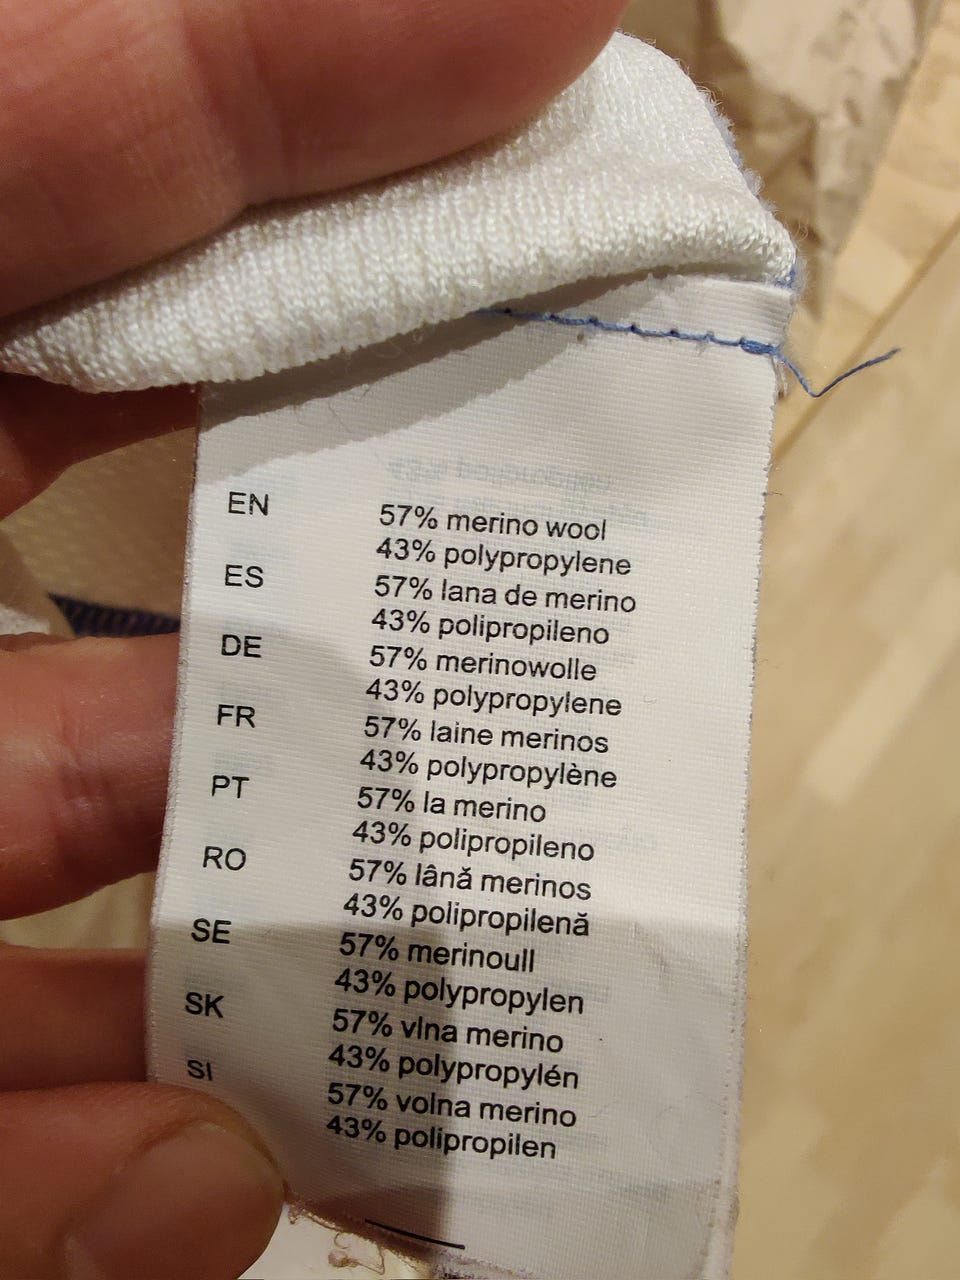 EN 57% merino wool
43% polypropylene
ES 57% lana de merino
43% polipropileno
DE 57% merinowolle
43% polypropylene
FR 57% laine merinos
43% polypropylène
PT 57% la merino
43% polipropileno
RO 57% lână merinos
43% polipropilenă
SE 57% merinoull
43% polypropylen
SK 57% vlna merino
43% polypropylén
SI 57% volna merino
43% polipropilen